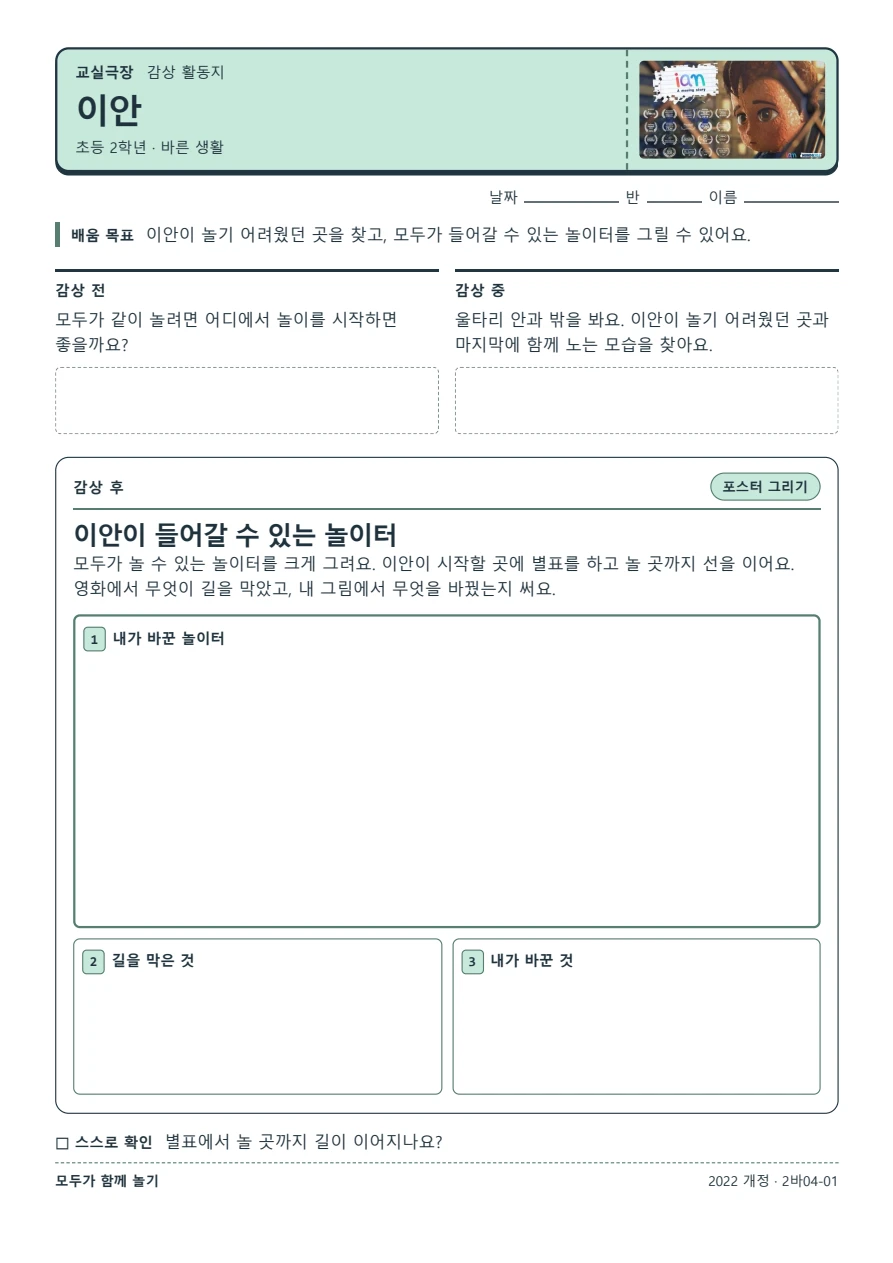 교실극장 감상 활동지
이안
초등 2학년 · 바른 생활
ian
A moving story
날짜 반 이름
배움 목표 이안이 놀기 어려웠던 곳을 찾고, 모두가 들어갈 수 있는 놀이터를 그릴 수 있어요.
감상 전
모두가 같이 놀려면 어디에서 놀이를 시작하면
좋을까요?
감상 중
울타리 안과 밖을 봐요. 이안이 놀기 어려웠던 곳과
마지막에 함께 노는 모습을 찾아요.
감상 후
포스터 그리기
이안이 들어갈 수 있는 놀이터
모두가 놀 수 있는 놀이터를 크게 그려요. 이안이 시작할 곳에 별표를 하고 놀 곳까지 선을 이어요.
영화에서 무엇이 길을 막았고, 내 그림에서 무엇을 바꿨는지 써요.
1 내가 바꾼 놀이터
2 길을 막은 것
3 내가 바꾼 것
스스로 확인 별표에서 놀 곳까지 길이 이어지나요?
모두가 함께 놀기
2022 개정 · 2바04-01